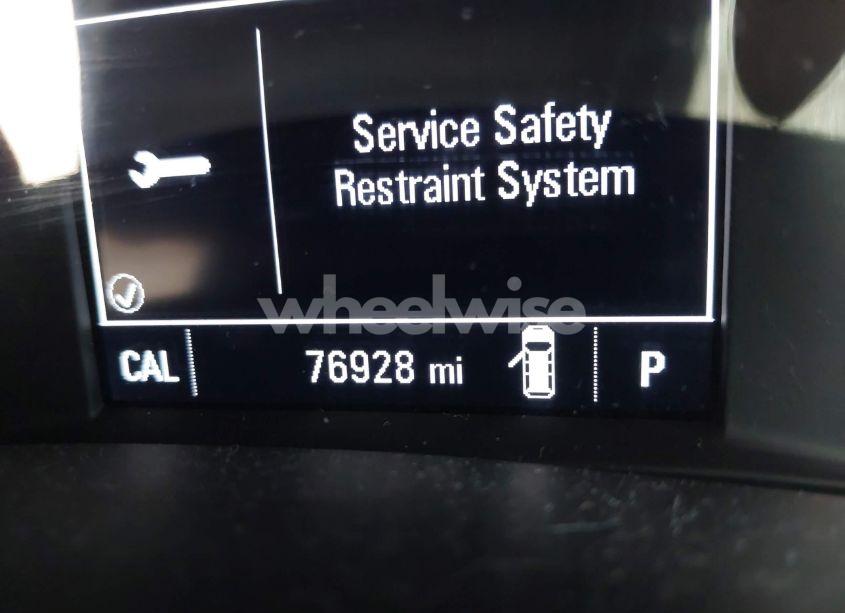 Service Safety
Restraint System
wheelwise
CAL 76928 mi P